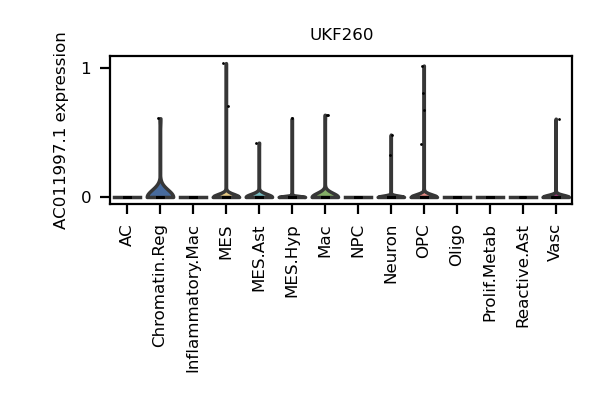 UKF260
AC011997.1 expression
1
0
AC
Chromatin.Reg
Inflammatory.Mac
MES
MES.Ast
MES.Hyp
Mac
NPC
Neuron
OPC
Oligo
Prolif.Metab
Reactive.Ast
Vasc